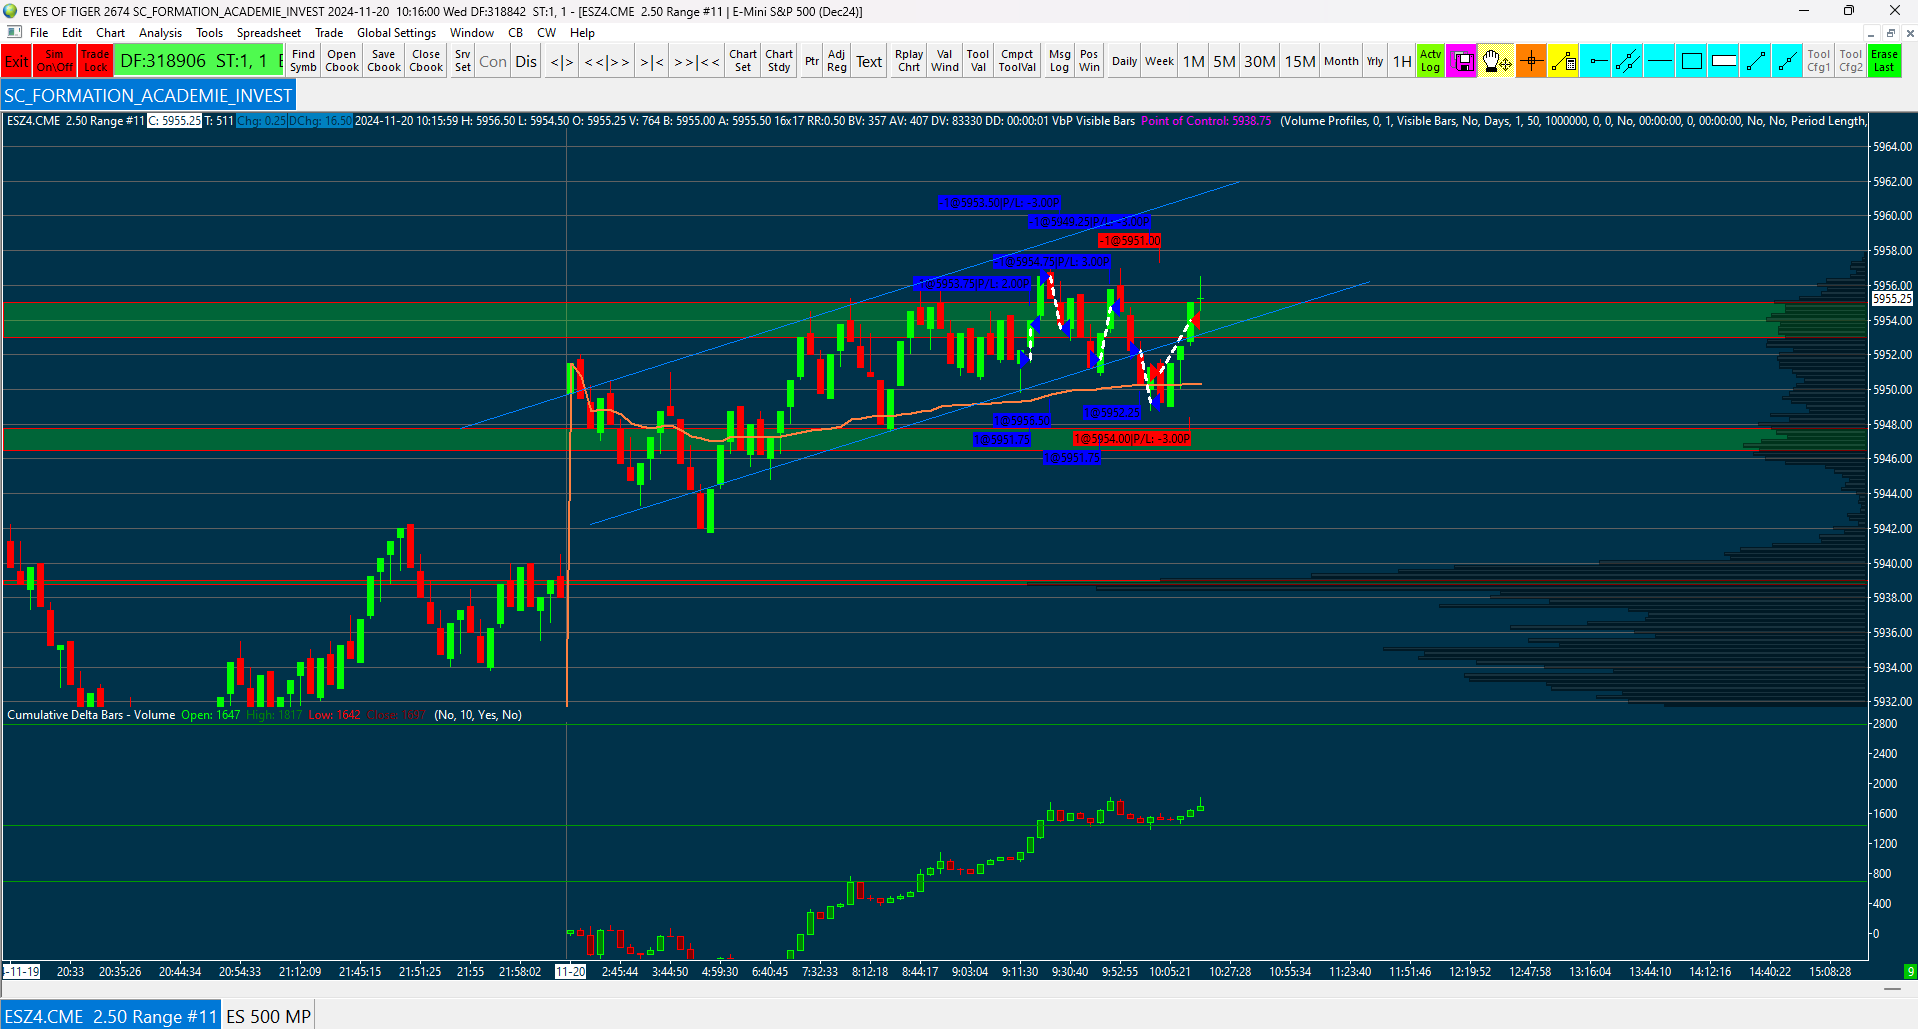 EYES OF TIGER 2674 SC_FORMATION_ACADEMIE_INVEST 2024-11-20  10:16:00 Wed DF:318842  ST:1, 1 - [ESZ4.CME  2.50 Range #11 | E-Mini S&P 500 (Dec24)]
File Edit Chart Analysis Tools Spreadsheet Trade Global Settings Window CB CW Help
Exit Sim On\Off Trade Lock DF:318906 ST:1, 1 Find Symb Open Cbook Save Cbook Close Cbook Srv Set Con Dis <|> <<|>> >|< >>|<< Chart Set Chart Stdy Ptr Adj Reg Text Rplay Chrt Val Wind Tool Val Cmpct ToolVal Msg Log Pos Win Daily Week 1M 5M 30M 15M Month Yrly 1H Actv Log Tool Cfg1 Tool Cfg2 Erase Last
SC_FORMATION_ACADEMIE_INVEST
ESZ4.CME  2.50 Range #11 C: 5955.25 T: 511 Chg: 0.25 DChg: 16.50 2024-11-20 10:15:59 H: 5956.50 L: 5954.50 O: 5955.25 V: 764 B: 5955.00 A: 5955.50 16x17 RR:0.50 BV: 357 AV: 407 DV: 83330 DD: 00:00:01 VbP Visible Bars Point of Control: 5938.75 (Volume Profiles, 0, 1, Visible Bars, No, Days, 1, 50, 1000000, 0, 0, No, 00:00:00, 0, 00:00:00, No, No, Period Length,
5964.00
5962.00
-1@5953.50|P/L: -3.00P
5960.00
-1@5949.25|P/L: -3.00P
-1@5951.00
5958.00
-1@5954.75|P/L: 3.00P
-1@5953.75|P/L: 2.00P
5956.00
5955.25
5954.00
5952.00
5950.00
1@5952.25
1@5956.50
5948.00
1@5951.75
1@5954.00|P/L: -3.00P
1@5951.75
5946.00
5944.00
5942.00
5940.00
5938.00
5936.00
5934.00
5932.00
Cumulative Delta Bars - Volume Open: 1647 High: 1817 Low: 1642 Close: 1697 (No, 10, Yes, No)
2800
2400
2000
1600
1200
800
400
0
-11-19 20:33 20:35:26 20:44:34 20:54:33 21:12:09 21:45:15 21:51:25 21:55 21:58:02 11-20 2:45:44 3:44:50 4:59:30 6:40:45 7:32:33 8:12:18 8:44:17 9:03:04 9:11:30 9:30:40 9:52:55 10:05:21 10:27:28 10:55:34 11:23:40 11:51:46 12:19:52 12:47:58 13:16:04 13:44:10 14:12:16 14:40:22 15:08:28 9
ESZ4.CME  2.50 Range #11 ES 500 MP